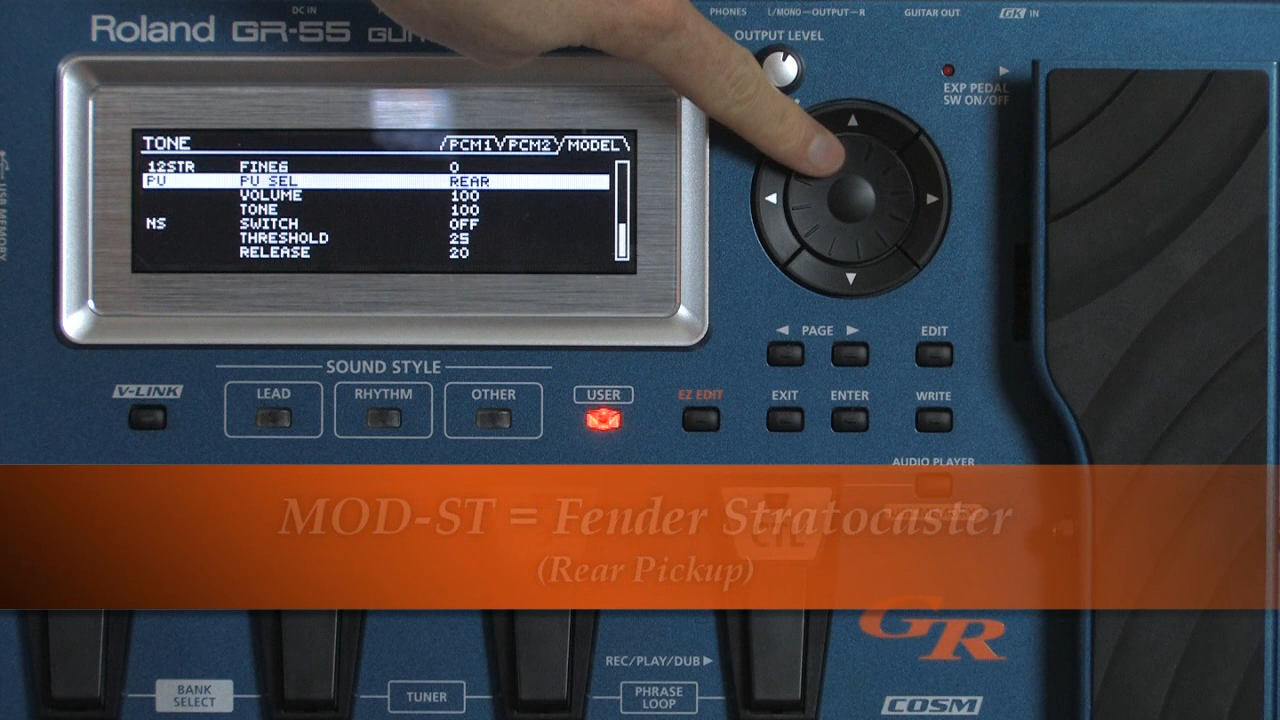 DC IN
PHONES L/MONO—OUTPUT—R GUITAR OUT GK IN
Roland GR-55
OUTPUT LEVEL
EXP PEDAL
SW ON/OFF
TONE PCM1 PCM2 MODEL
12STR FINE6 0
PU PU SEL REAR
VOLUME 100
TONE 100
NS SWITCH OFF
THRESHOLD 25
RELEASE 20
USB MEMORY
◀ PAGE ▶ EDIT
SOUND STYLE
V-LINK LEAD RHYTHM OTHER USER EZ EDIT EXIT ENTER WRITE
AUDIO PLAYER
MOD-ST = Fender Stratocaster
CTL
(Rear Pickup)
GR
REC/PLAY/DUB▶
BANK
SELECT
TUNER
PHRASE
LOOP
COSM